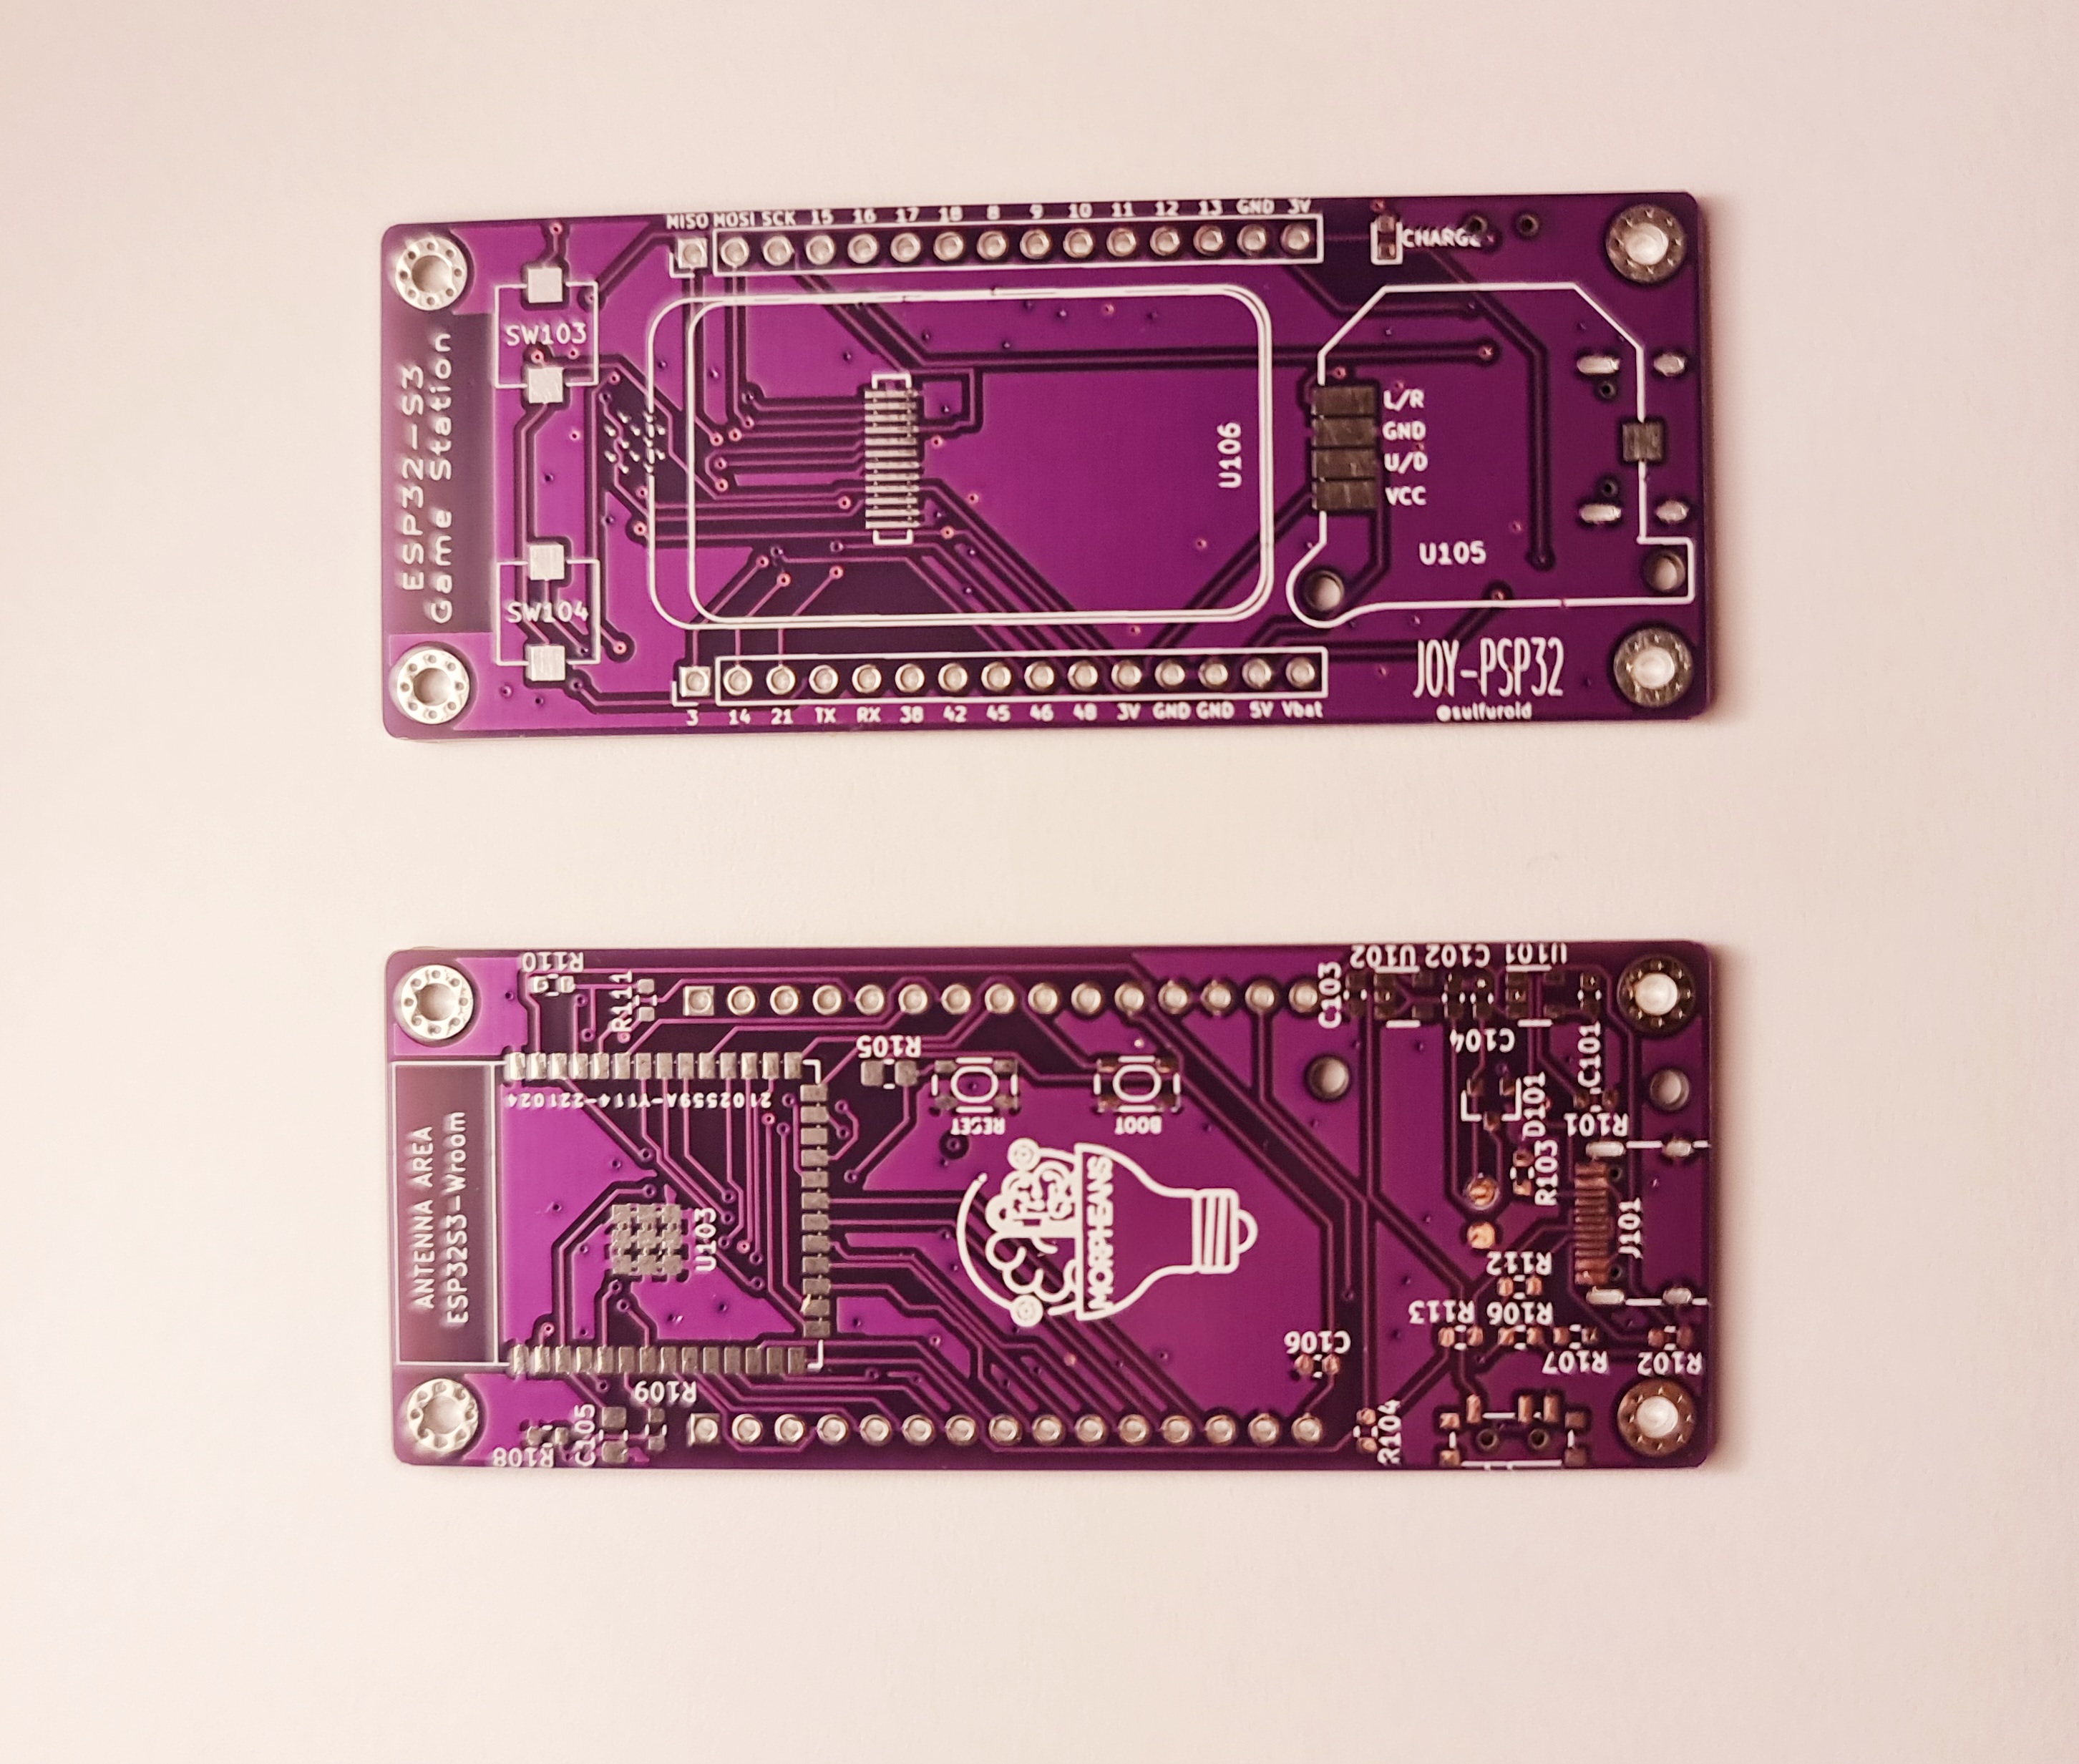 MISO MOSI SCK 15 16 17 18 8 9 10 11 12 13 GND 3V
CHARGE
SW103
ESP32-S3
Game Station
L/R
GND
U/D
VCC
U106
U105
SW104
JOY-PSP32
@sulfuroid
3 14 21 TX RX 38 42 45 46 48 3V GND GND 5V Vbat
R110
R111
C103
U102
C102
U101
R105
C104
C101
2102559A-Y114-221024
RESET
BOOT
D101
R101
ANTENNA AREA
ESP32S3-Wroom
R103
MORPHEANS
U103
J101
R112
R113
R106
C106
R107
R102
R109
R108
C105
R104